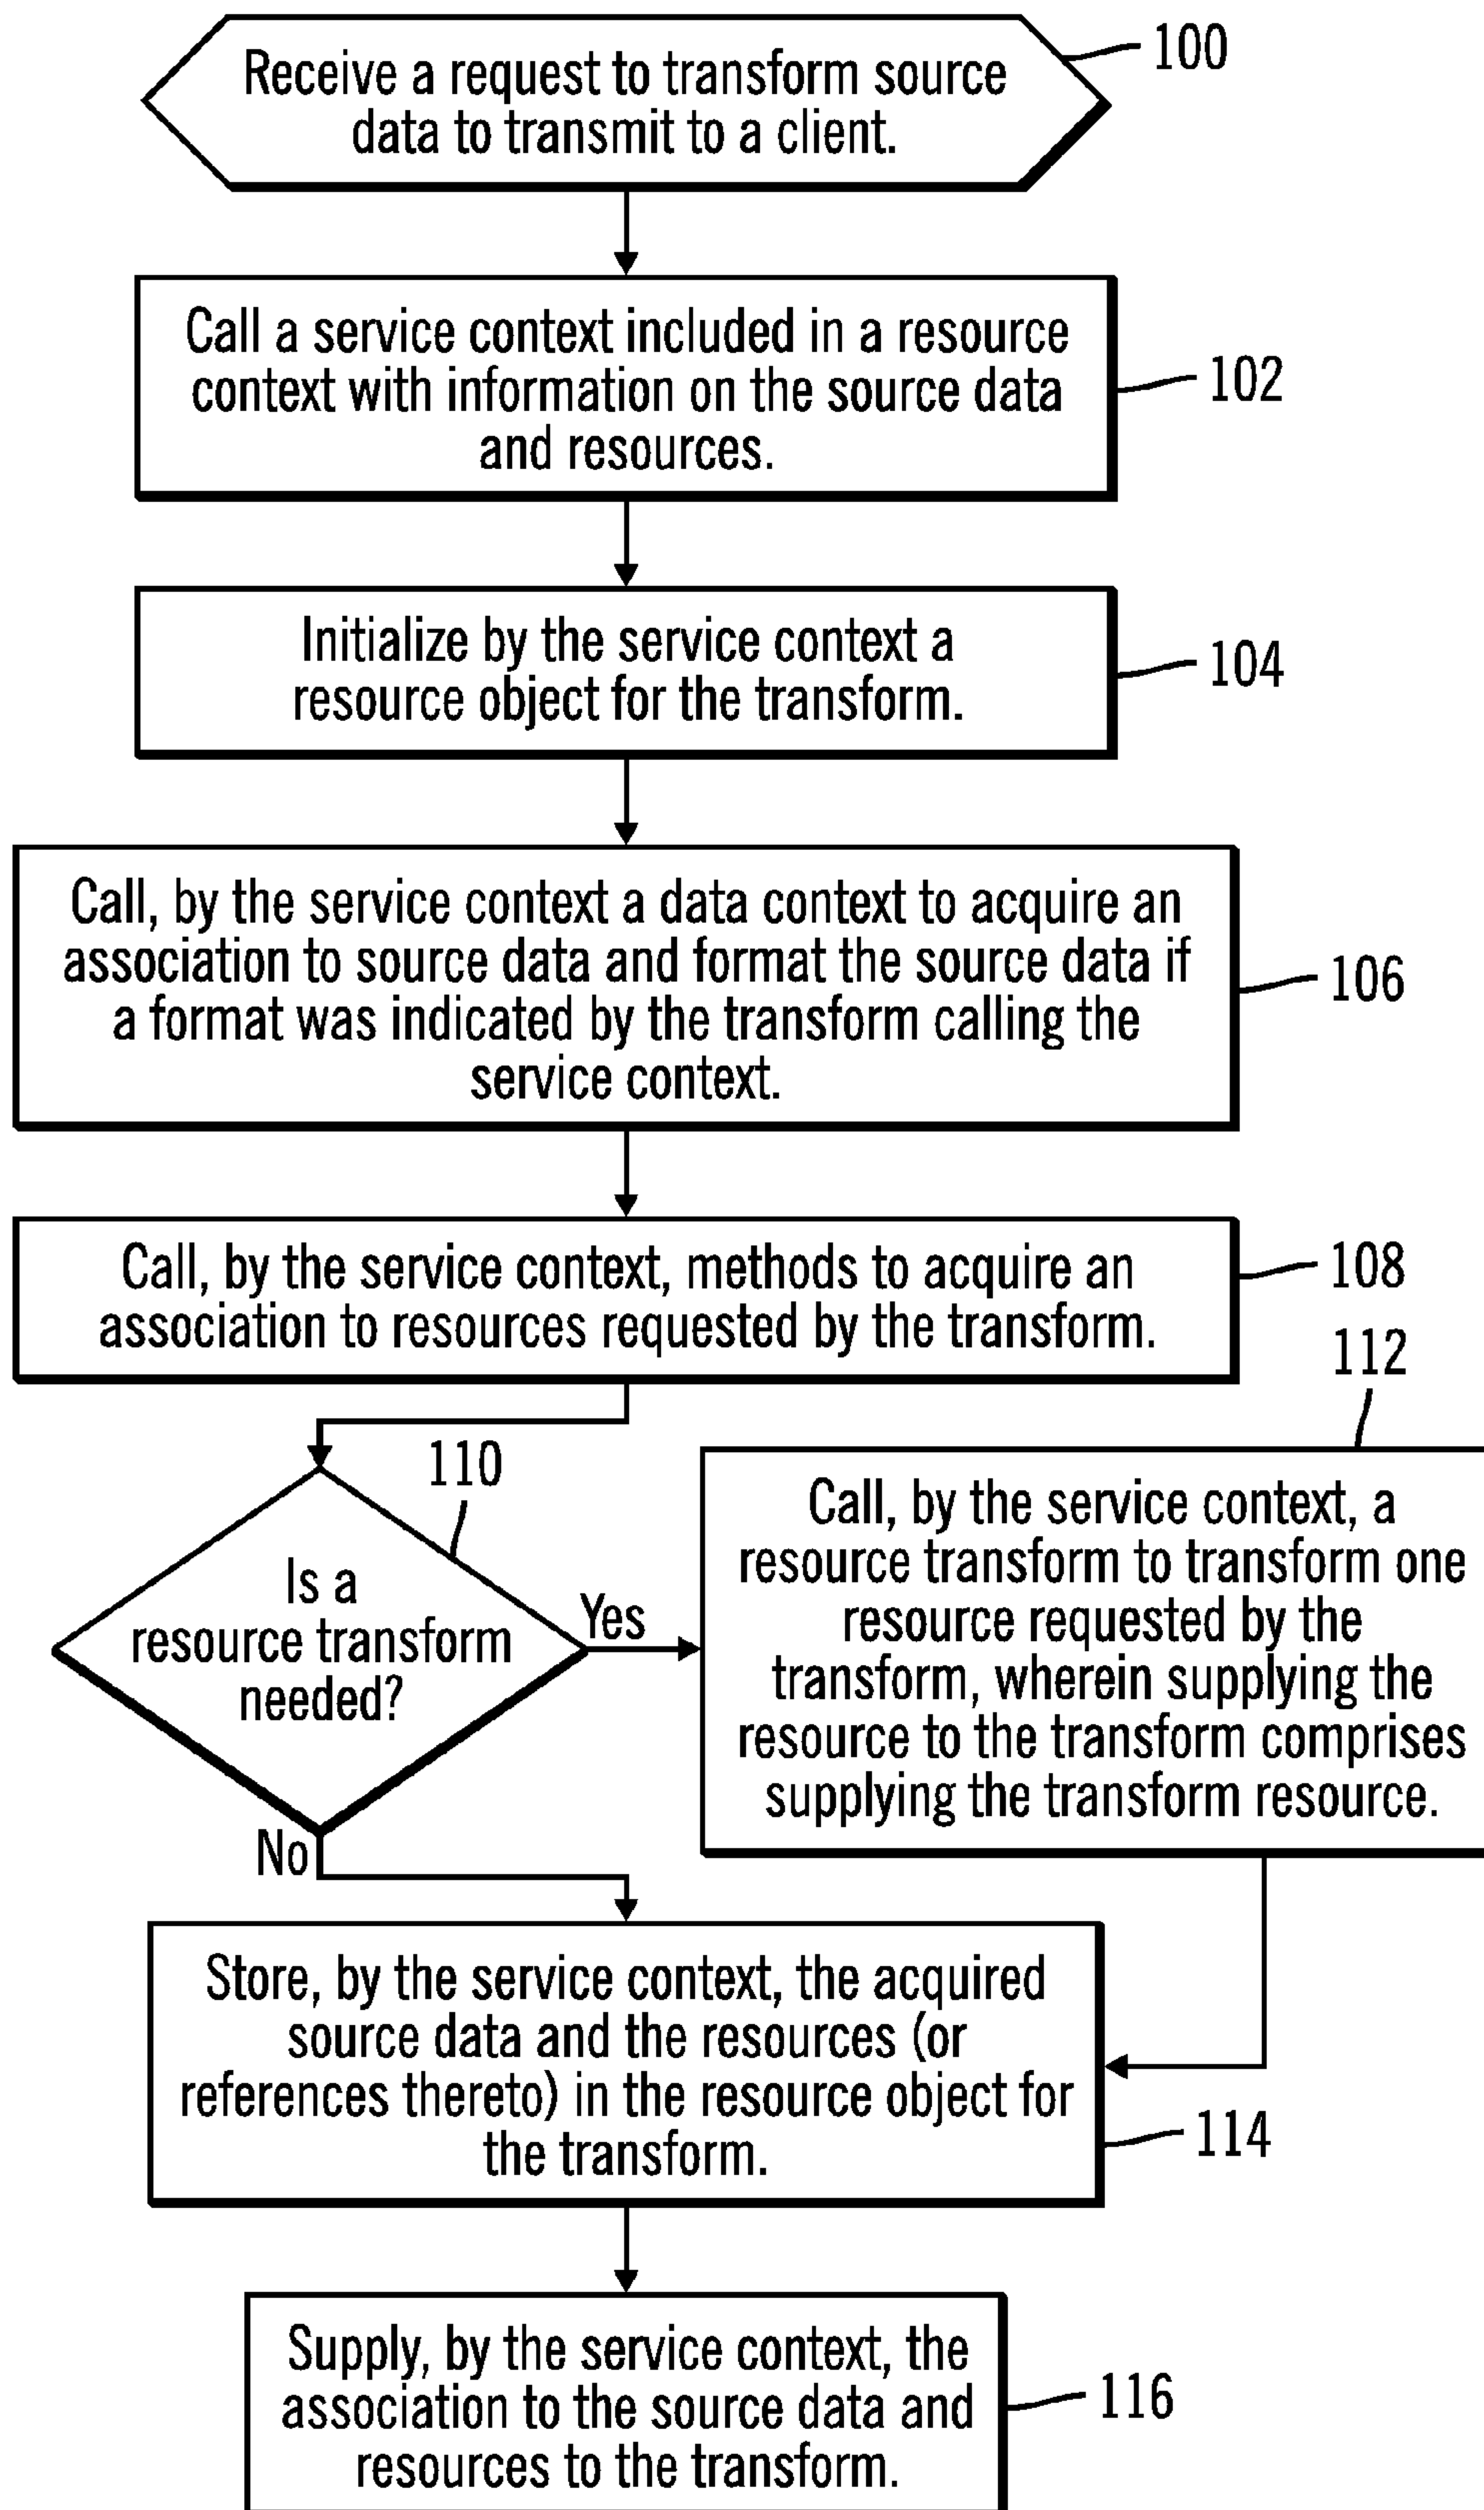 Receive a request to transform source
data to transmit to a client.
100
Call a service context included in a resource
context with information on the source data
and resources.
102
Initialize by the service context a
resource object for the transform.
104
Call, by the service context a data context to acquire an
association to source data and format the source data if
a format was indicated by the transform calling the
service context.
106
Call, by the service context, methods to acquire an
association to resources requested by the transform.
108
110
Is a
resource transform
needed?
Yes
No
112
Call, by the service context, a
resource transform to transform one
resource requested by the
transform, wherein supplying the
resource to the transform comprises
supplying the transform resource.
Store, by the service context, the acquired
source data and the resources (or
references thereto) in the resource object for
the transform.
114
Supply, by the service context, the
association to the source data and
resources to the transform.
116